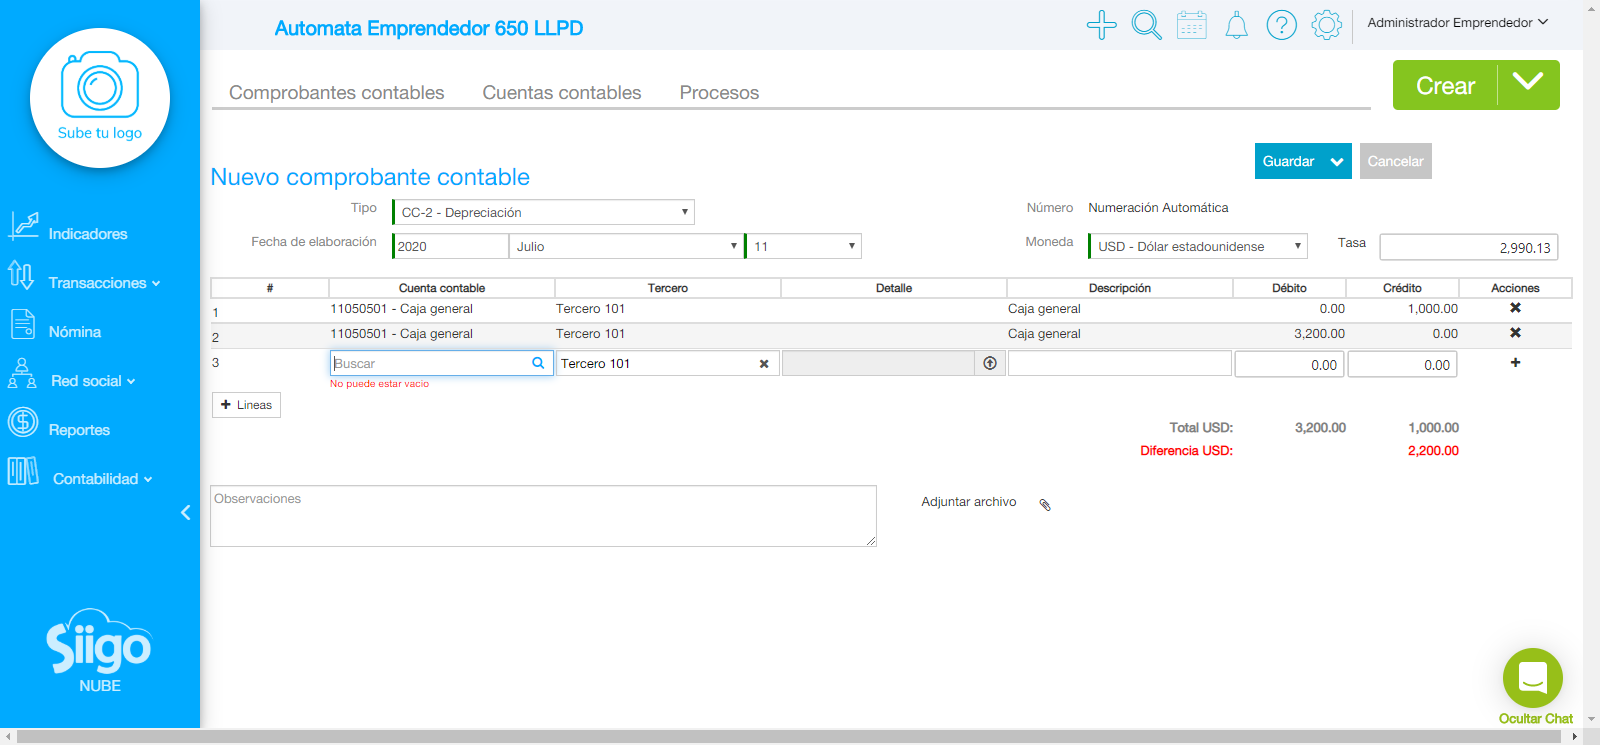 Automata Emprendedor 650 LLPD
Administrador Emprendedor
Sube tu logo
Comprobantes contables
Cuentas contables
Procesos
Crear
Guardar
Cancelar
Nuevo comprobante contable
Tipo
CC-2 - Depreciación
Número
Numeración Automática
Fecha de elaboración
2020
Julio
11
Moneda
USD - Dólar estadounidense
Tasa
2,990.13
Indicadores
Transacciones
Nómina
Red social
Reportes
Contabilidad
# Cuenta contable Tercero Detalle Descripción Débito Crédito Acciones
1 11050501 - Caja general Tercero 101 Caja general 0.00 1,000.00
2 11050501 - Caja general Tercero 101 Caja general 3,200.00 0.00
3 Buscar Tercero 101 0.00 0.00
No puede estar vacio
Lineas
Total USD: 3,200.00 1,000.00
Diferencia USD: 2,200.00
Observaciones
Adjuntar archivo
Siigo
NUBE
Ocultar Chat